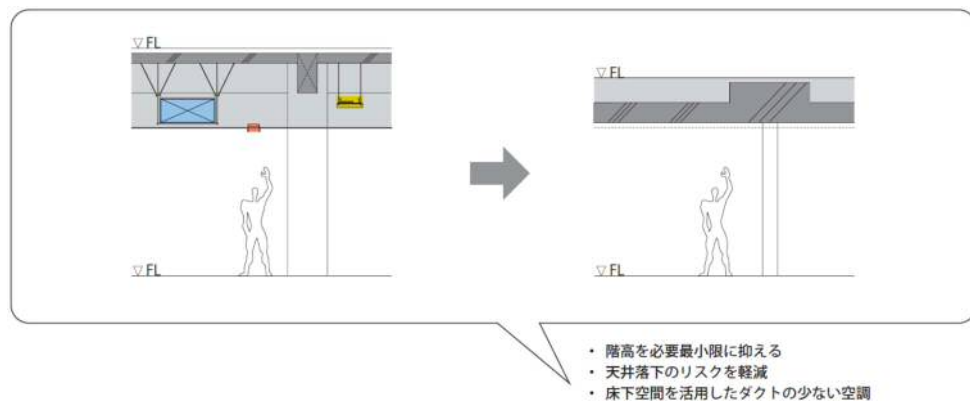 ▽FL
▽FL
▽FL
▽FL
・ 階高を必要最小限に抑える
・ 天井落下のリスクを軽減
・ 床下空間を活用したダクトの少ない空調